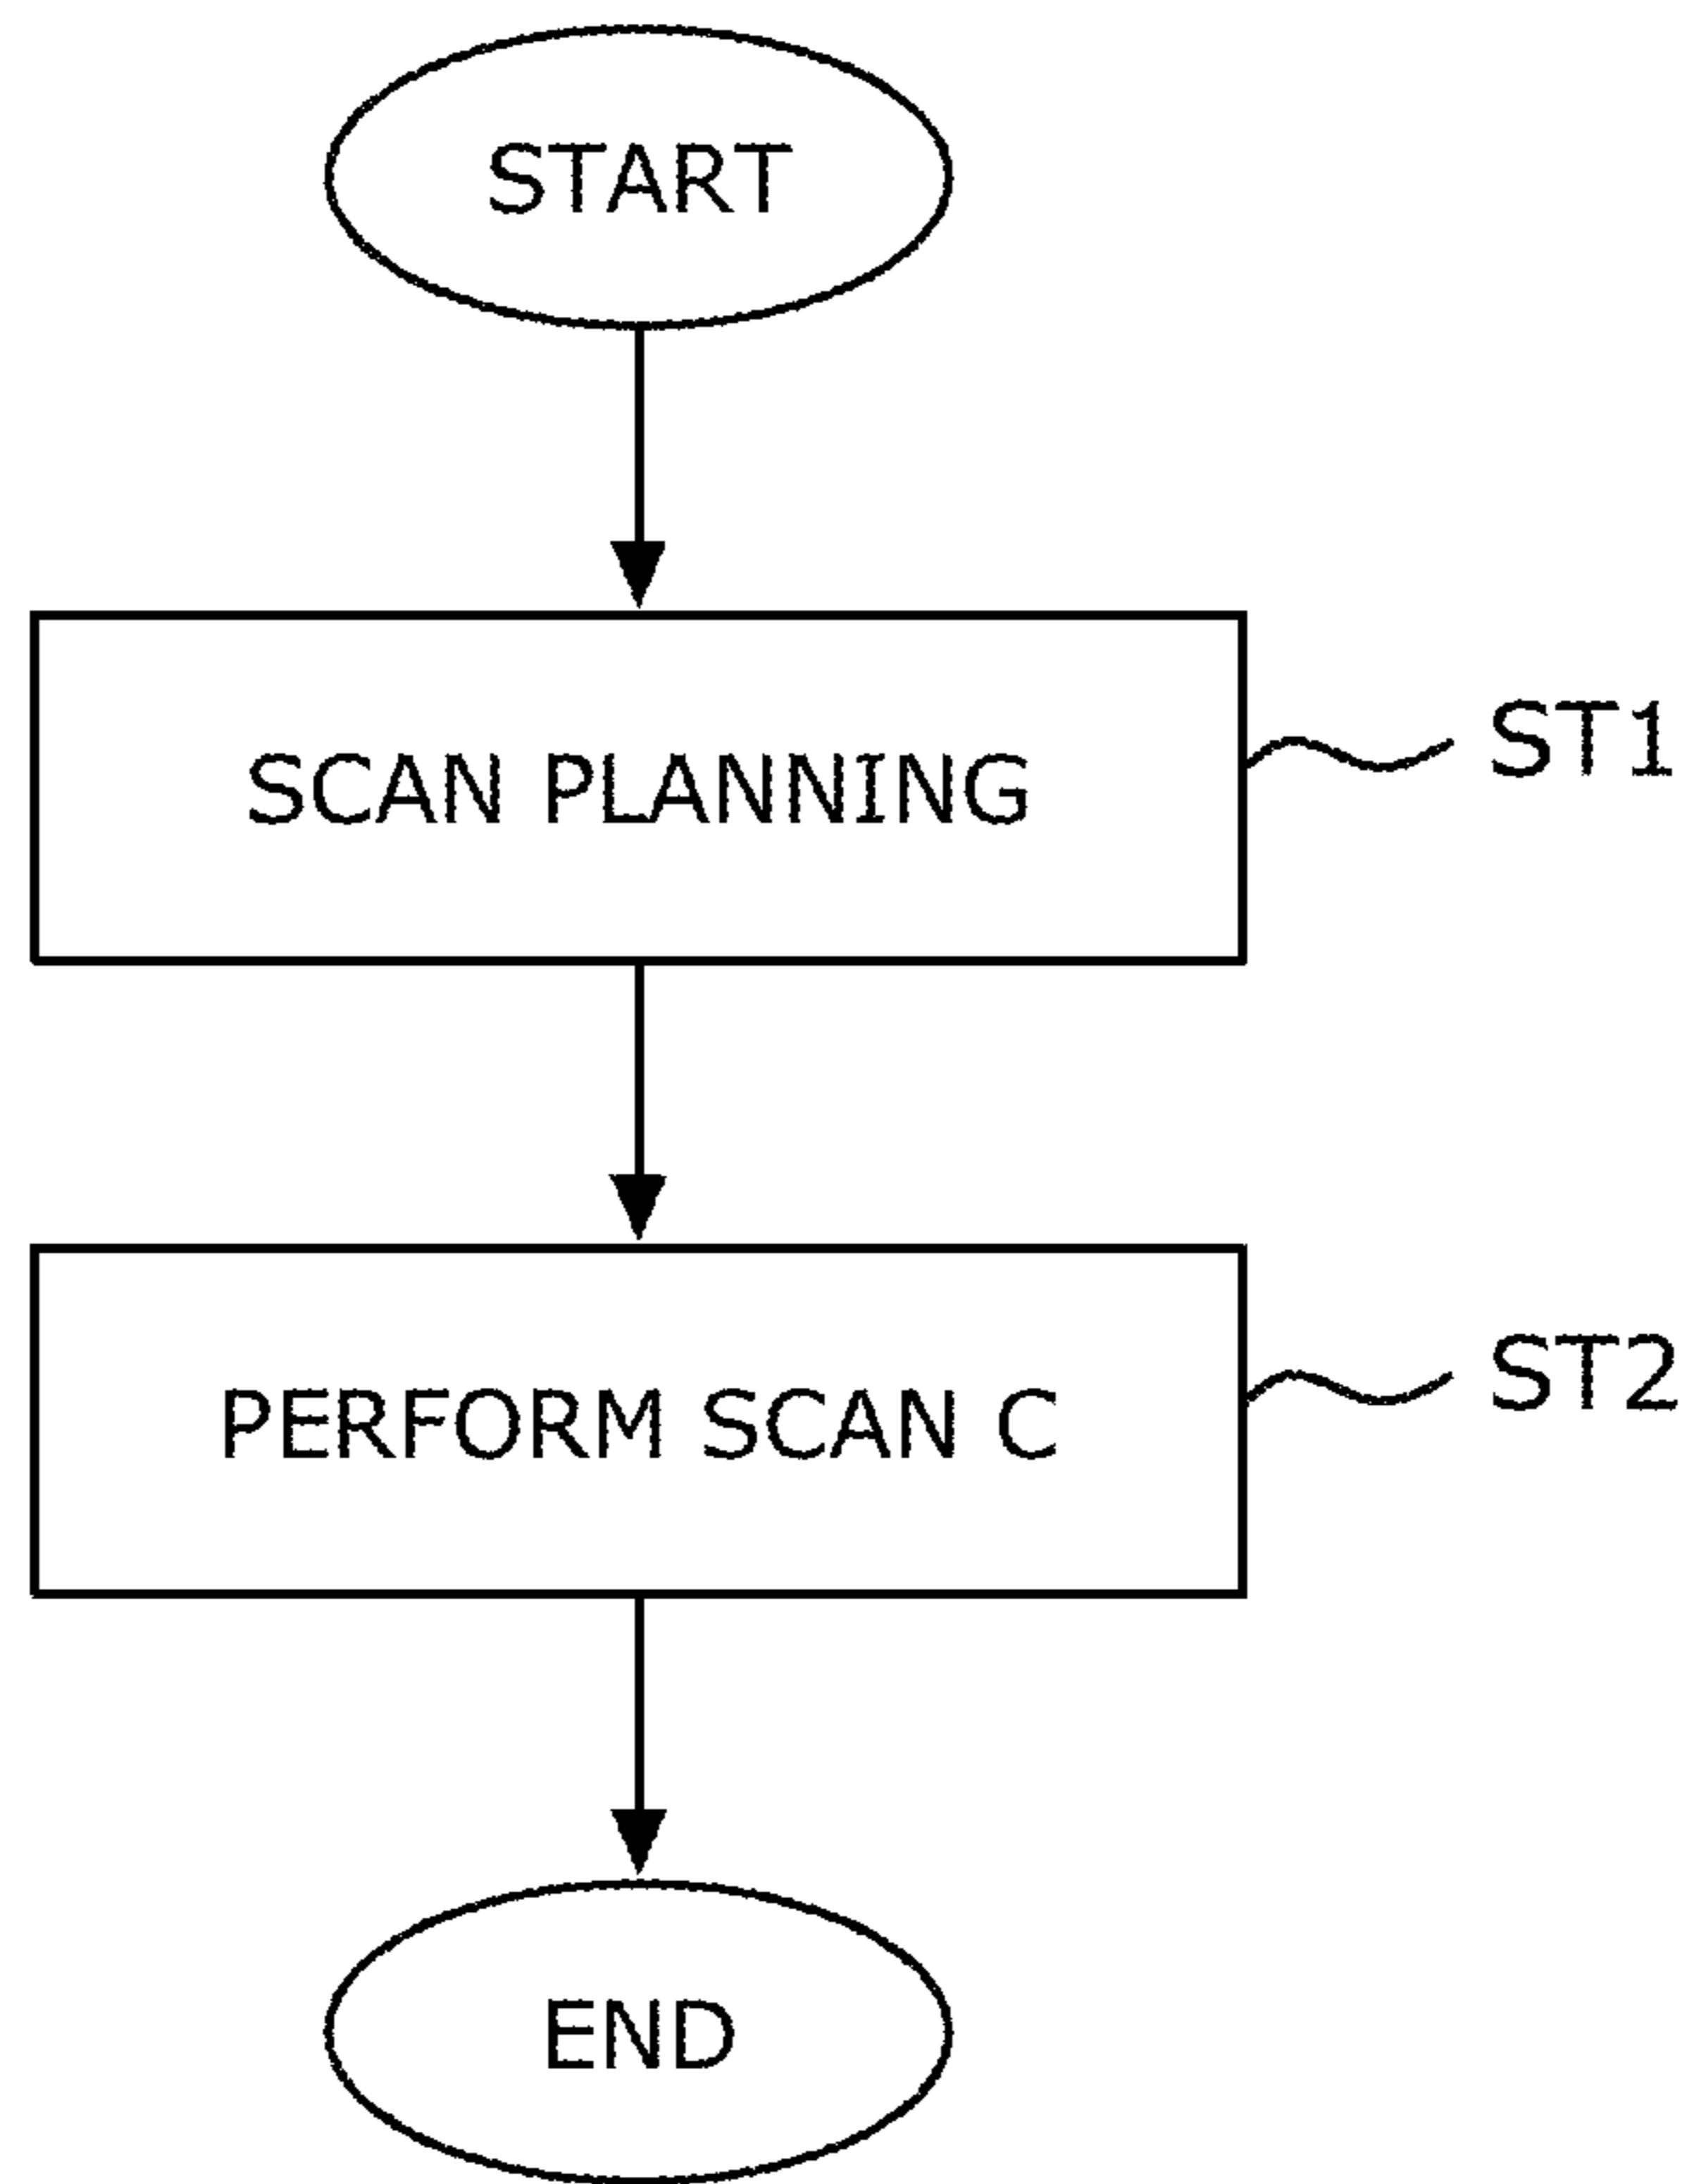 START
SCAN PLANNING
ST1
PERFORM SCAN C
ST2
END